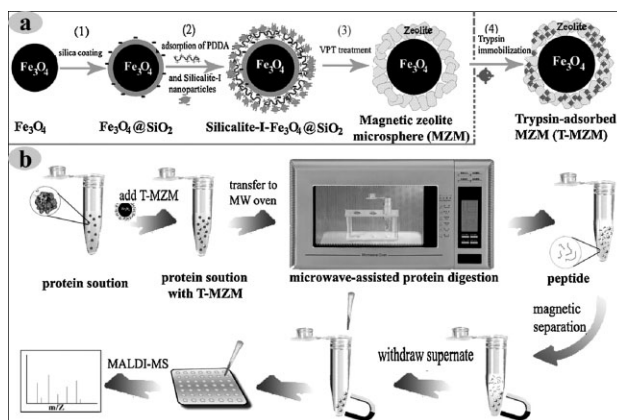 a
(1)
(2)
(3)
(4)
silica coating
adsorption of PDDA
and Silicalite-I
nanoparticles
VPT treatment
Trypsin
immobilization
Zeolite
Zeolite
Fe3O4
Fe3O4
Fe3O4
Fe3O4
Fe3O4
Fe3O4
Fe3O4@SiO2
Silicalite-I-Fe3O4@SiO2
Magnetic zeolite
microsphere (MZM)
Trypsin-adsorbed
MZM (T-MZM)
b
add T-MZM
transfer to
MW oven
protein soution
protein soution
with T-MZM
microwave-assisted protein digestion
peptide
magnetic
separation
withdraw supernate
MALDI-MS
m/Z